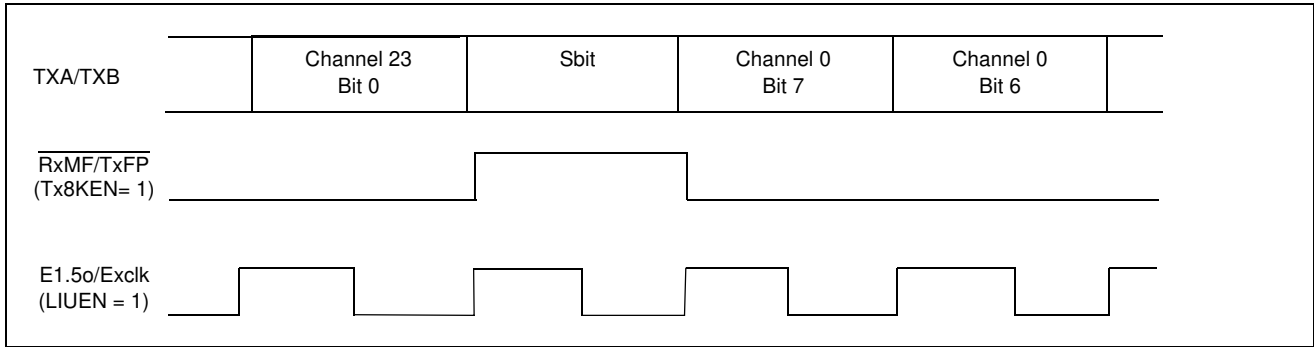 TXA/TXB
Channel 23
Bit 0
Sbit
Channel 0
Bit 7
Channel 0
Bit 6
RxMF/TxFP
(Tx8KEN= 1)
E1.5o/Exclk
(LIUEN = 1)